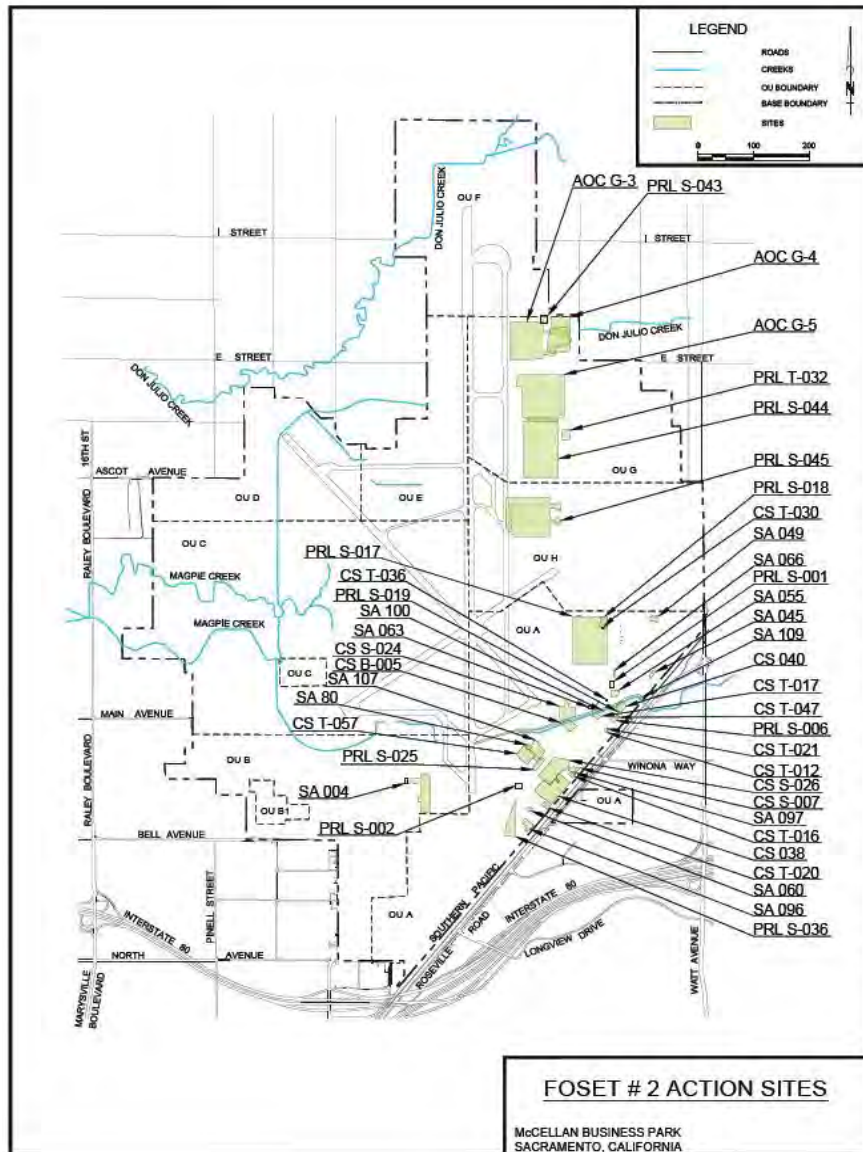 LEGEND
ROADS
CREEKS
OU BOUNDARY
BASE BOUNDARY
SITES
N
0 100 200
AOC G-3
PRL S-043
OU F
DON JULIO CREEK
I STREET
I STREET
AOC G-4
DON JULIO CREEK
AOC G-5
E STREET
E STREET
DON JULIO CREEK
PRL T-032
PRL S-044
RALEY BOULEVARD 16TH ST
PRL S-045
ASCOT AVENUE
OU G
OU D
OU E
PRL S-018
CS T-030
OU C
SA 049
PRL S-017
OU H
SA 066
CS T-036
PRL S-001
MAGPIE CREEK
PRL S-019
SA 055
SA 100
SA 045
MAGPIE CREEK
OU A
SA 063
SA 109
CS S-024
CS 040
OU C
CS B-005
SA 107
CS T-017
SA 80
CS T-047
MAIN AVENUE
CS T-057
PRL S-006
CS T-021
PRL S-025
OU B
WINONA WAY
CS T-012
CS S-026
SA 004
OU A
CS S-007
RALEY BOULEVARD
OU B
SA 097
PRL S-002
CS T-016
BELL AVENUE
CS 038
CS T-020
SA 060
PINELL STREET
SOUTHERN PACIFIC
SA 096
OU A
INTERSTATE 80
INTERSTATE 80
PRL S-036
ROSEVILLE ROAD
LONGVIEW DRIVE
NORTH AVENUE
WATT AVENUE
MARYSVILLE BOULEVARD
FOSET # 2 ACTION SITES
McCELLAN BUSINESS PARK
SACRAMENTO, CALIFORNIA